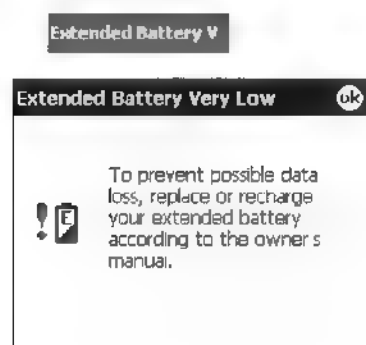 Extended Battery V
Extended Battery Very Low
ok
To prevent possible data
loss, replace or recharge
your extended battery
according to the owner s
manual.
E